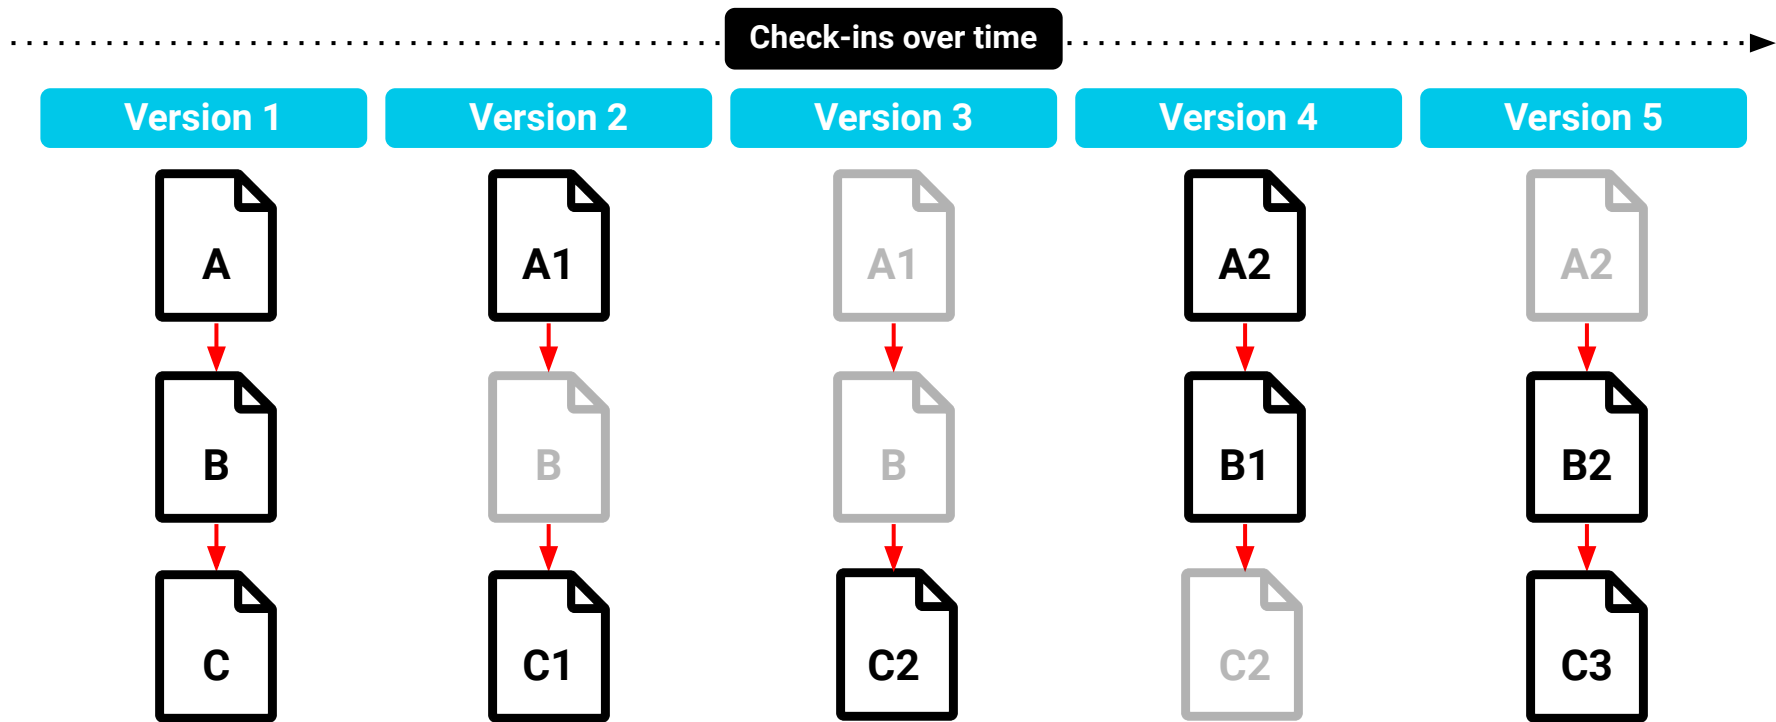 Check-ins over time
Version 1 Version 2 Version 3 Version 4 Version 5
A A1 A1 A2 A2
B B B B1 B2
C C1 C2 C2 C3